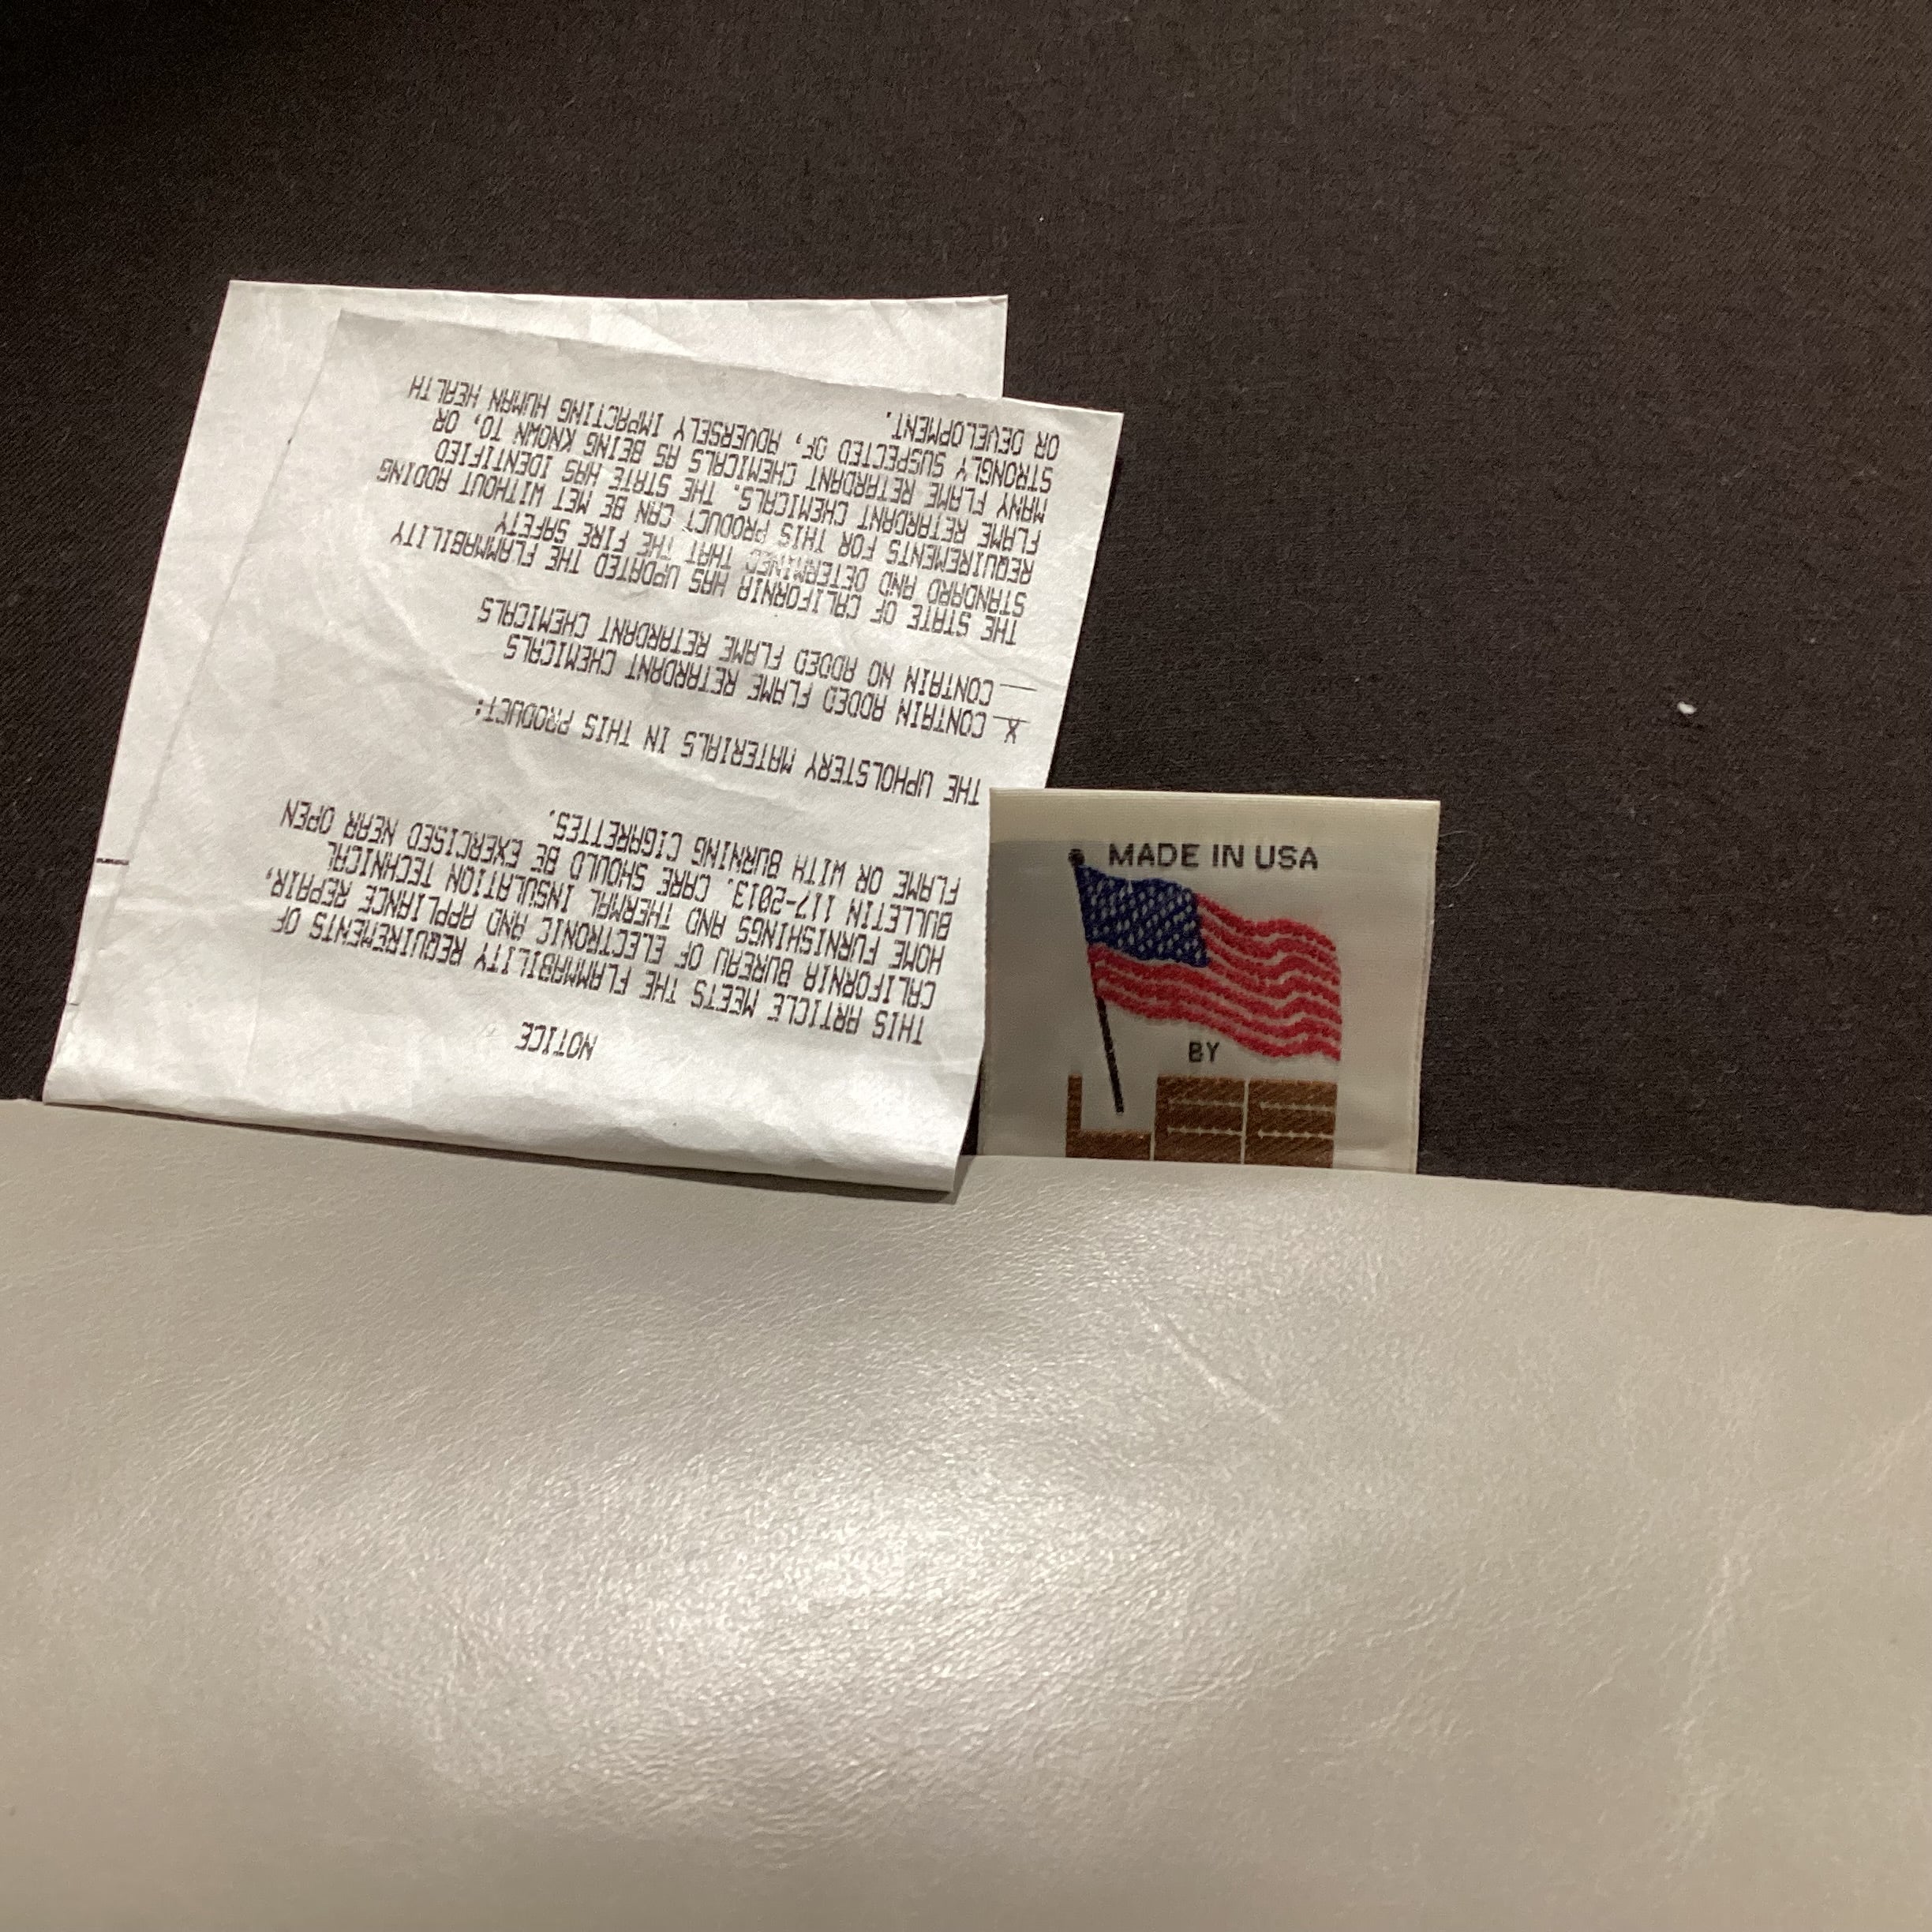 NOTICE
THIS ARTICLE MEETS THE FLAMMABILITY REQUIREMENTS OF
CALIFORNIA BUREAU OF ELECTRONIC AND APPLIANCE REPAIR,
HOME FURNISHINGS AND THERMAL INSULATION TECHNICAL
BULLETIN 117-2013. CARE SHOULD BE EXERCISED NEAR OPEN
FLAME OR WITH BURNING CIGARETTES.
THE UPHOLSTERY MATERIALS IN THIS PRODUCT:
X CONTAIN ADDED FLAME RETARDANT CHEMICALS
__ CONTAIN NO ADDED FLAME RETARDANT CHEMICALS
THE STATE OF CALIFORNIA HAS UPDATED THE FLAMMABILITY
STANDARD AND DETERMINED THAT THE FIRE SAFETY
REQUIREMENTS FOR THIS PRODUCT CAN BE MET WITHOUT ADDING
FLAME RETARDANT CHEMICALS. THE STATE HAS IDENTIFIED
MANY FLAME RETARDANT CHEMICALS AS BEING KNOWN TO, OR
STRONGLY SUSPECTED OF, ADVERSELY IMPACTING HUMAN HEALTH
OR DEVELOPMENT.
MADE IN USA
BY